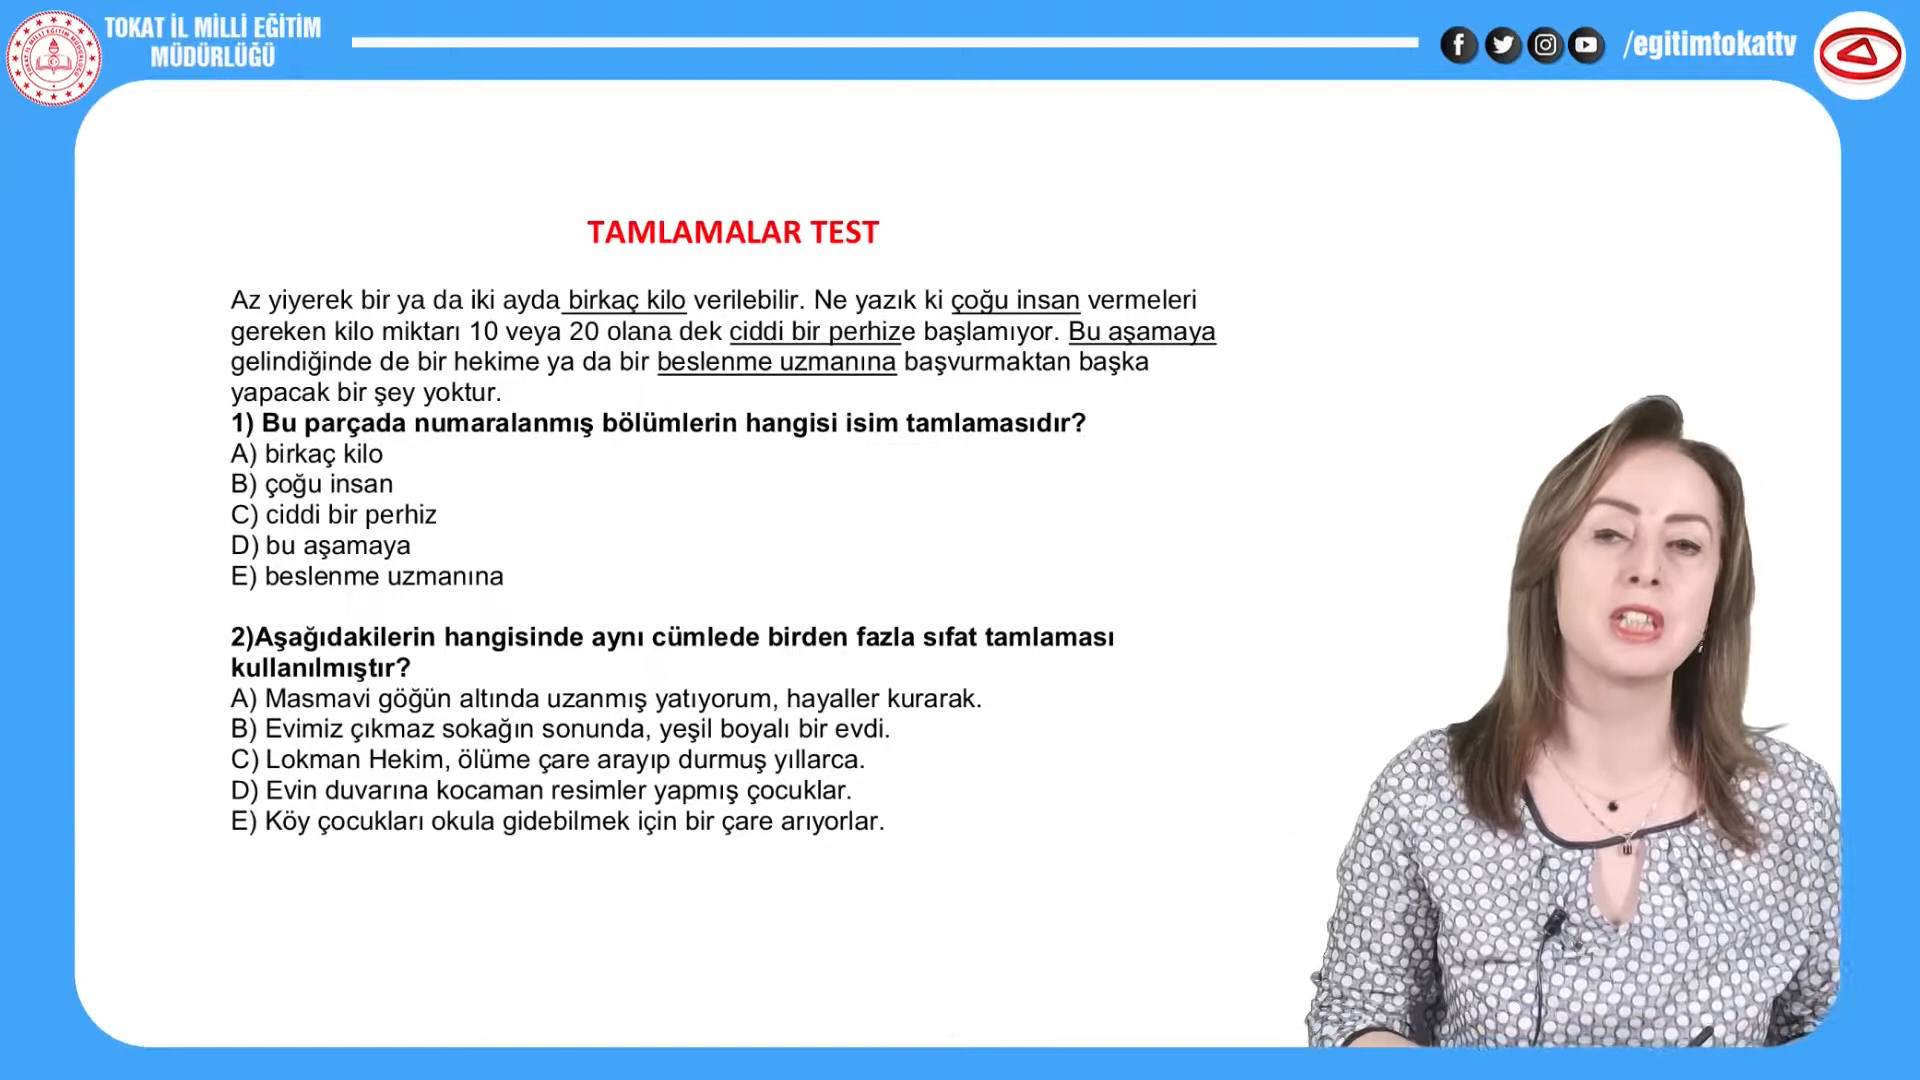 TOKAT İL MİLLİ EĞİTİM
MÜDÜRLÜĞÜ
/egitimtokattv
TAMLAMALAR TEST
Az yiyerek bir ya da iki ayda birkaç kilo verilebilir. Ne yazık ki çoğu insan vermeleri
gereken kilo miktarı 10 veya 20 olana dek ciddi bir perhize başlamıyor. Bu aşamaya
gelindiğinde de bir hekime ya da bir beslenme uzmanına başvurmaktan başka
yapacak bir şey yoktur.
1) Bu parçada numaralanmış bölümlerin hangisi isim tamlamasıdır?
A) birkaç kilo
B) çoğu insan
C) ciddi bir perhiz
D) bu aşamaya
E) beslenme uzmanına
2)Aşağıdakilerin hangisinde aynı cümlede birden fazla sıfat tamlaması
kullanılmıştır?
A) Masmavi göğün altında uzanmış yatıyorum, hayaller kurarak.
B) Evimiz çıkmaz sokağın sonunda, yeşil boyalı bir evdi.
C) Lokman Hekim, ölüme çare arayıp durmuş yıllarca.
D) Evin duvarına kocaman resimler yapmış çocuklar.
E) Köy çocukları okula gidebilmek için bir çare arıyorlar.